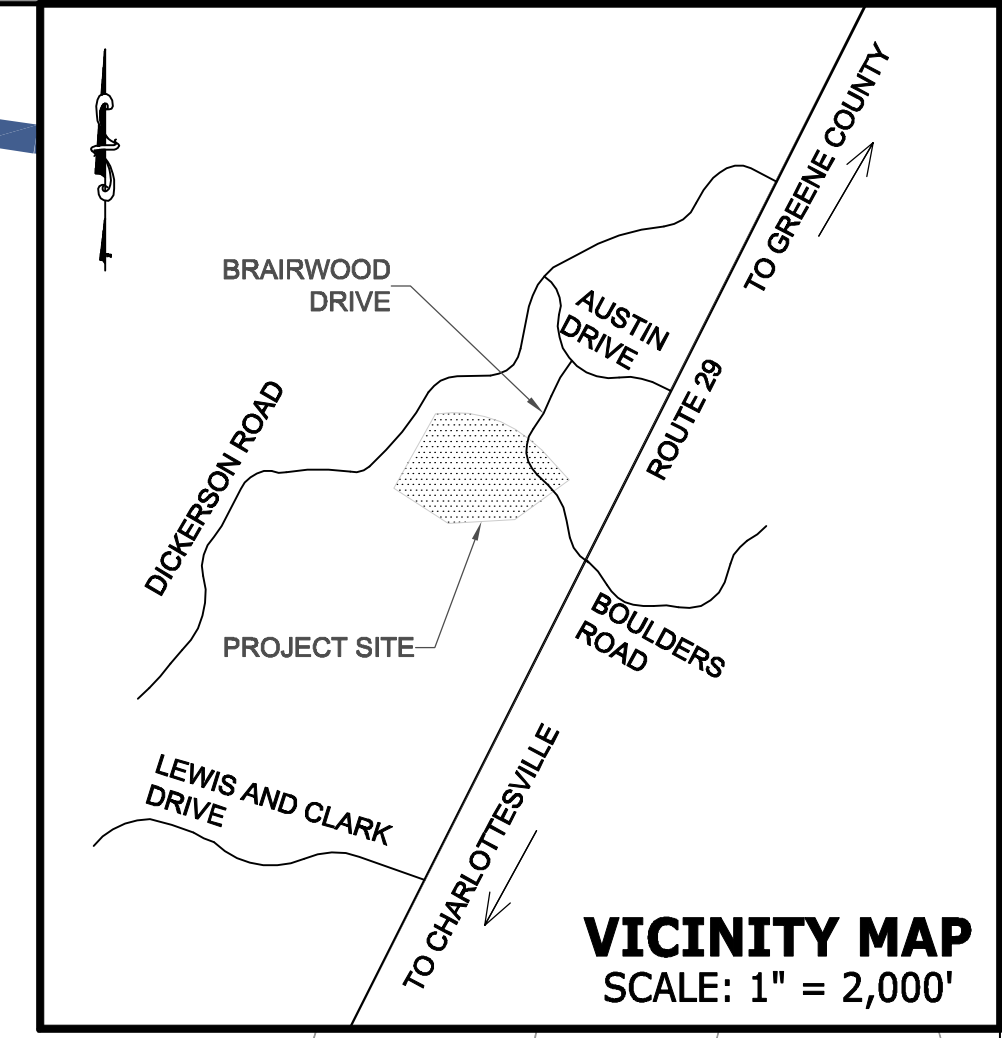 TO GREENE COUNTY
BRAIRWOOD
DRIVE
AUSTIN
DRIVE
ROUTE 29
DICKERSON ROAD
PROJECT SITE
BOULDERS
ROAD
LEWIS AND CLARK
DRIVE
TO CHARLOTTESVILLE
VICINITY MAP
SCALE: 1" = 2,000'